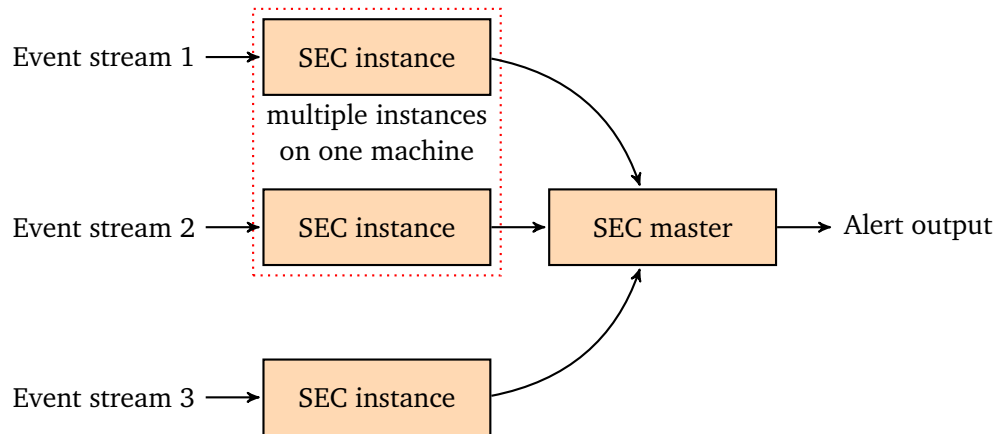 Event stream 1
SEC instance
multiple instances
on one machine
Event stream 2
SEC instance
SEC master
Alert output
Event stream 3
SEC instance